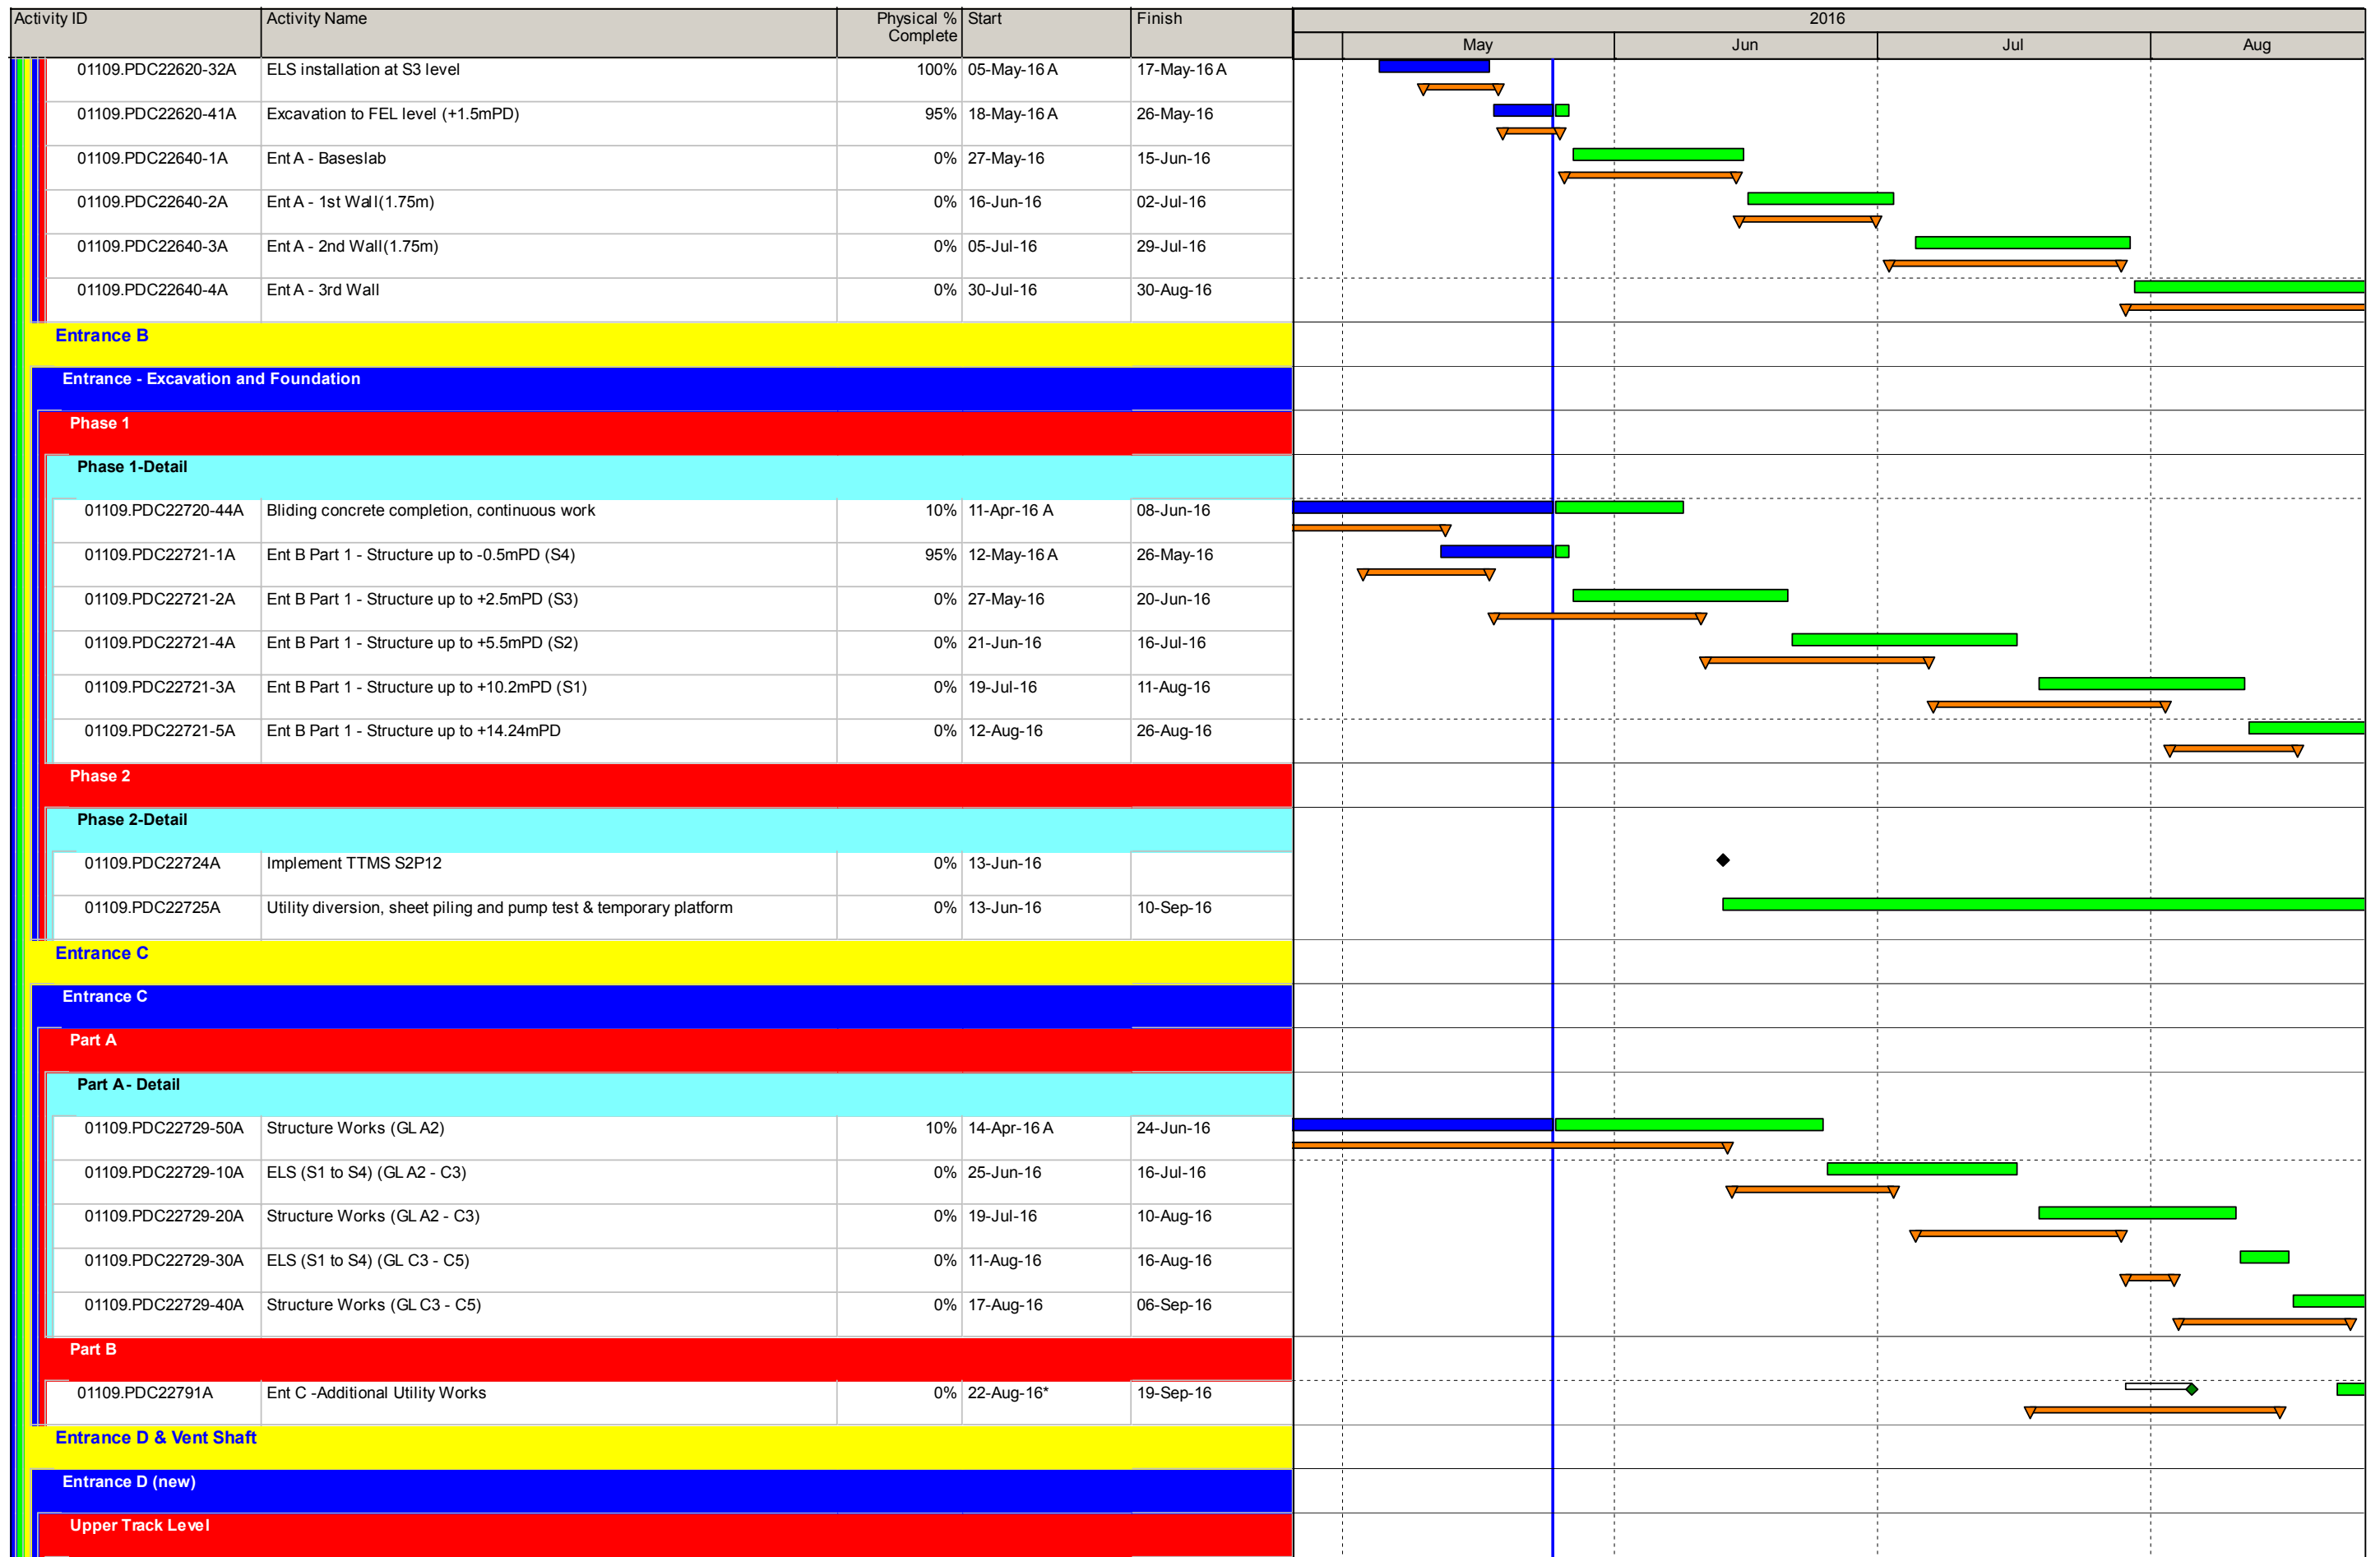 Activity ID Activity Name Physical % Complete Start Finish 2016
May Jun Jul Aug
01109.PDC22620-32A ELS installation at S3 level 100% 05-May-16 A 17-May-16 A
01109.PDC22620-41A Excavation to FEL level (+1.5mPD) 95% 18-May-16 A 26-May-16
01109.PDC22640-1A Ent A - Baseslab 0% 27-May-16 15-Jun-16
01109.PDC22640-2A Ent A - 1st Wall(1.75m) 0% 16-Jun-16 02-Jul-16
01109.PDC22640-3A Ent A - 2nd Wall(1.75m) 0% 05-Jul-16 29-Jul-16
01109.PDC22640-4A Ent A - 3rd Wall 0% 30-Jul-16 30-Aug-16
Entrance B
Entrance - Excavation and Foundation
Phase 1
Phase 1-Detail
01109.PDC22720-44A Bliding concrete completion, continuous work 10% 11-Apr-16 A 08-Jun-16
01109.PDC22721-1A Ent B Part 1 - Structure up to -0.5mPD (S4) 95% 12-May-16 A 26-May-16
01109.PDC22721-2A Ent B Part 1 - Structure up to +2.5mPD (S3) 0% 27-May-16 20-Jun-16
01109.PDC22721-4A Ent B Part 1 - Structure up to +5.5mPD (S2) 0% 21-Jun-16 16-Jul-16
01109.PDC22721-3A Ent B Part 1 - Structure up to +10.2mPD (S1) 0% 19-Jul-16 11-Aug-16
01109.PDC22721-5A Ent B Part 1 - Structure up to +14.24mPD 0% 12-Aug-16 26-Aug-16
Phase 2
Phase 2-Detail
01109.PDC22724A Implement TTMS S2P12 0% 13-Jun-16
01109.PDC22725A Utility diversion, sheet piling and pump test & temporary platform 0% 13-Jun-16 10-Sep-16
Entrance C
Entrance C
Part A
Part A - Detail
01109.PDC22729-50A Structure Works (GL A2) 10% 14-Apr-16 A 24-Jun-16
01109.PDC22729-10A ELS (S1 to S4) (GL A2 - C3) 0% 25-Jun-16 16-Jul-16
01109.PDC22729-20A Structure Works (GL A2 - C3) 0% 19-Jul-16 10-Aug-16
01109.PDC22729-30A ELS (S1 to S4) (GL C3 - C5) 0% 11-Aug-16 16-Aug-16
01109.PDC22729-40A Structure Works (GL C3 - C5) 0% 17-Aug-16 06-Sep-16
Part B
01109.PDC22791A Ent C -Additional Utility Works 0% 22-Aug-16* 19-Sep-16
Entrance D & Vent Shaft
Entrance D (new)
Upper Track Level